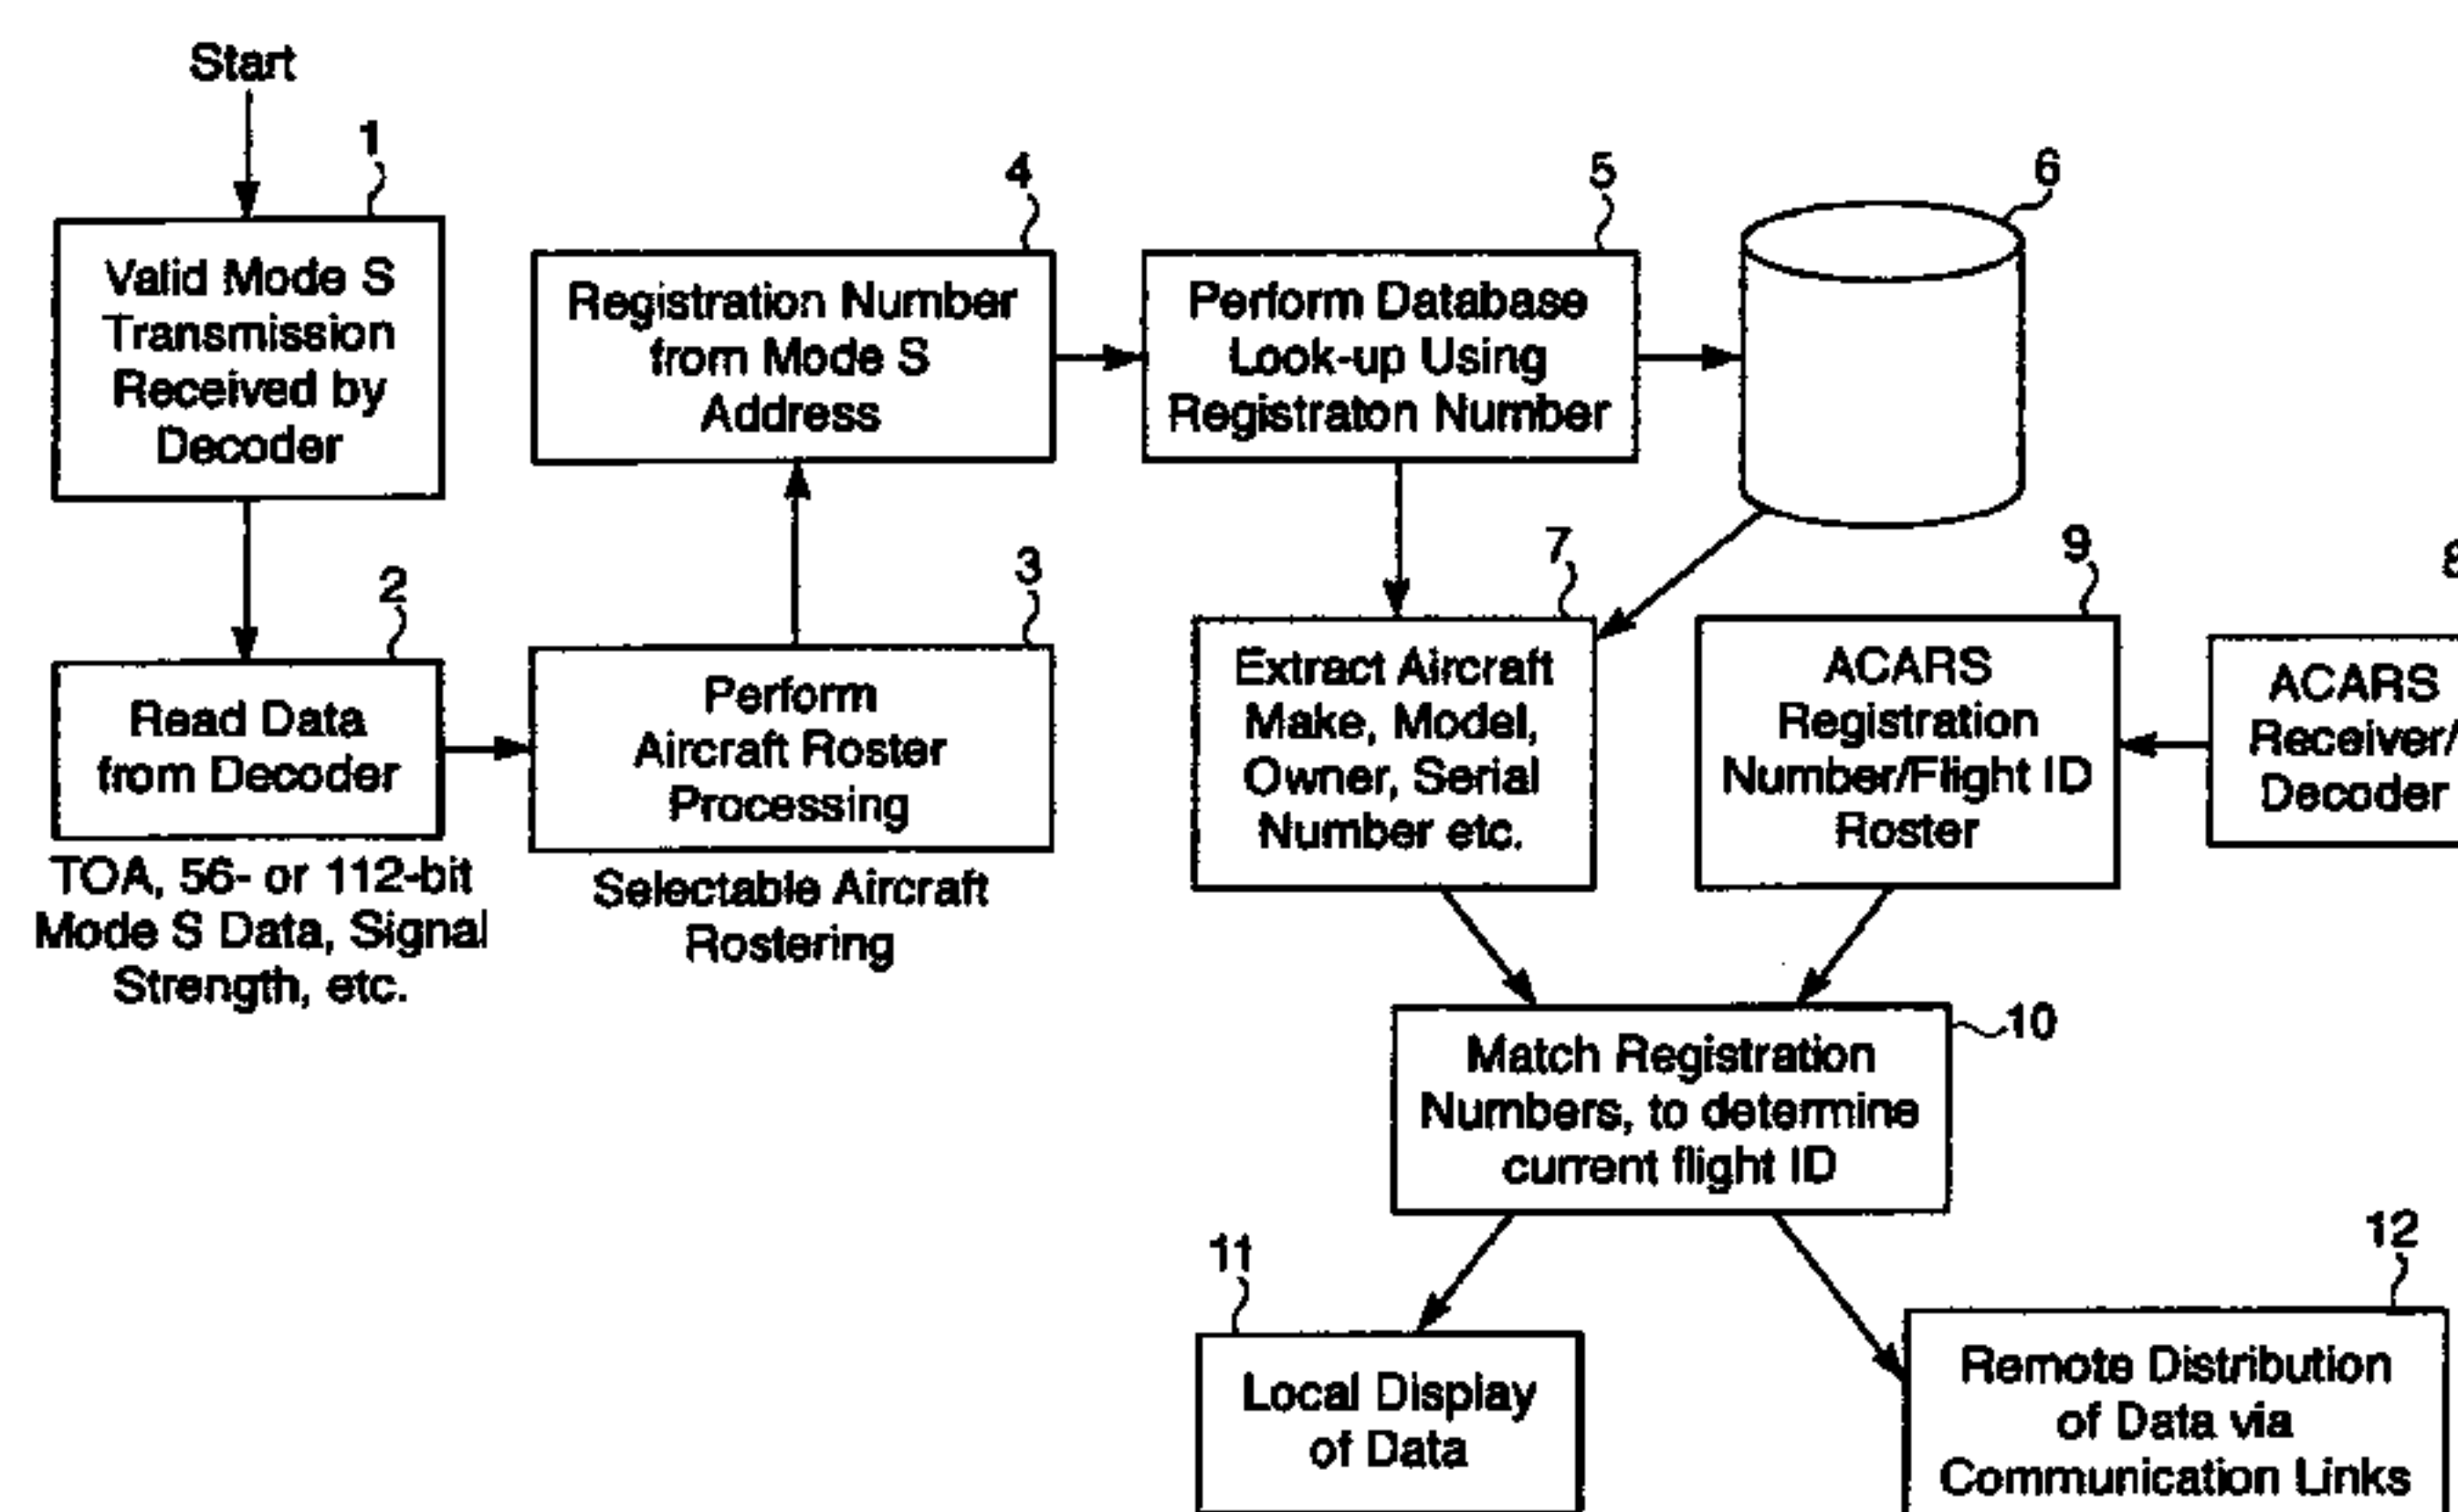 Start
1
Valid Mode S
Transmission
Received by
Decoder
2
Read Data
from Decoder
TOA, 56- or 112-bit
Mode S Data, Signal
Strength, etc.
3
Perform
Aircraft Roster
Processing
Selectable Aircraft
Rostering
4
Registration Number
from Mode S
Address
5
Perform Database
Look-up Using
Registraton Number
6
7
Extract Aircraft
Make, Model,
Owner, Serial
Number etc.
9
ACARS
Registration
Number/Flight ID
Roster
8
ACARS
Receiver/
Decoder
10
Match Registration
Numbers, to determine
current flight ID
11
Local Display
of Data
12
Remote Distribution
of Data via
Communication Links